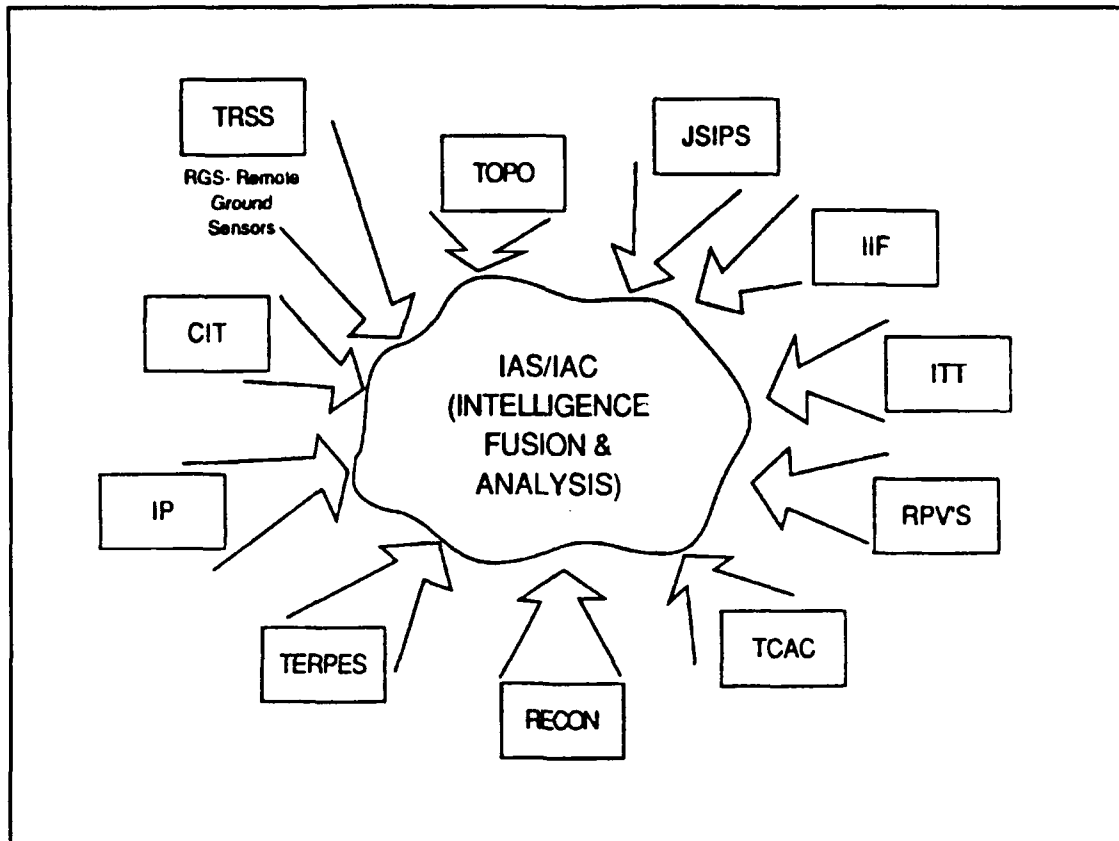 TRSS
RGS- Remote
Ground
Sensors
TOPO
JSIPS
IIF
CIT
ITT
IAS/IAC
(INTELLIGENCE
FUSION &
ANALYSIS)
IP
RPV'S
TERPES
RECON
TCAC